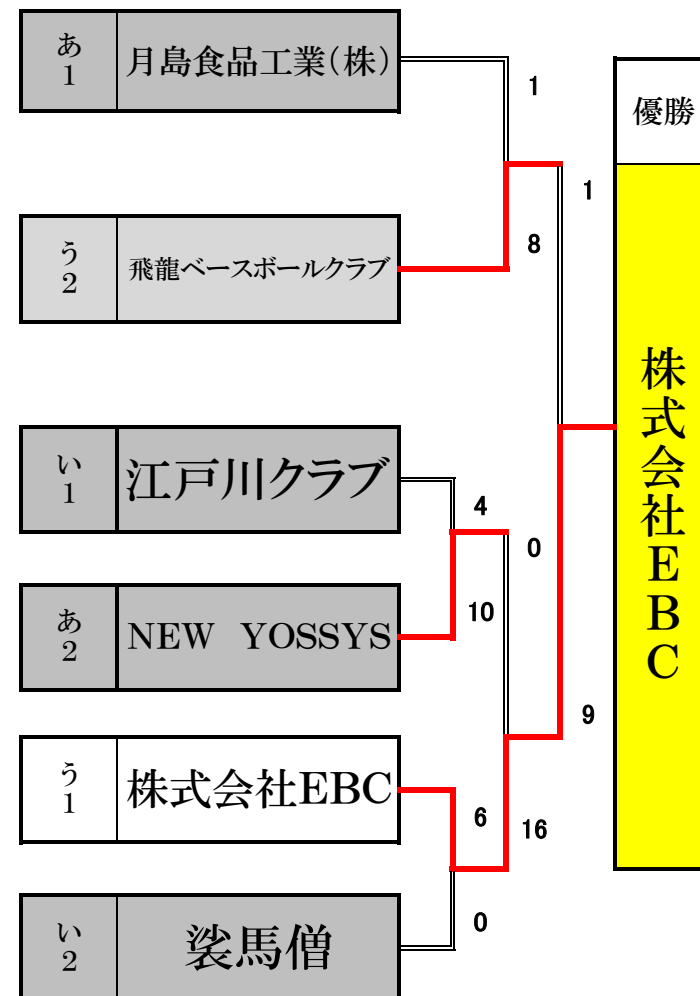 あ1
月島食品工業(株)
1
優勝
1
う2
飛龍ベースボールクラブ
8
株式会社EBC
い1
江戸川クラブ
4
0
あ2
NEW YOSSYS
10
9
う1
株式会社EBC
6
16
い2
裟馬僧
0